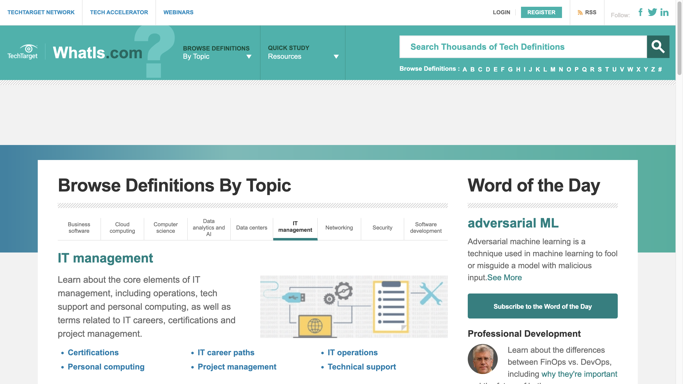 TECHTARGET NETWORK
TECH ACCELERATOR
WEBINARS
LOGIN
REGISTER
RSS
Follow:
TechTarget
WhatIs.com
BROWSE DEFINITIONS
By Topic
QUICK STUDY
Resources
Search Thousands of Tech Definitions
Browse Definitions : A B C D E F G H I J K L M N O P Q R S T U V W X Y Z #
Browse Definitions By Topic
Business software
Cloud computing
Computer science
Data analytics and AI
Data centers
IT management
Networking
Security
Software development
IT management
Learn about the core elements of IT
management, including operations, tech
support and personal computing, as well as
terms related to IT careers, certifications and
project management.
• Certifications
• IT career paths
• IT operations
• Personal computing
• Project management
• Technical support
Word of the Day
adversarial ML
Adversarial machine learning is a
technique used in machine learning to fool
or misguide a model with malicious
input.See More
Subscribe to the Word of the Day
Professional Development
Learn about the differences
between FinOps vs. DevOps,
including why they're important